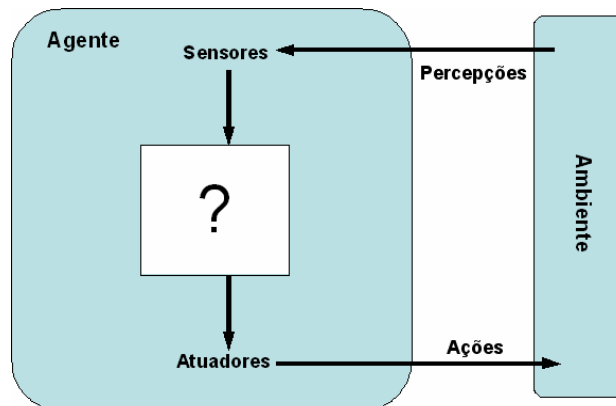 Agente
Sensores
Percepções
?
Ambiente
Atuadores
Ações